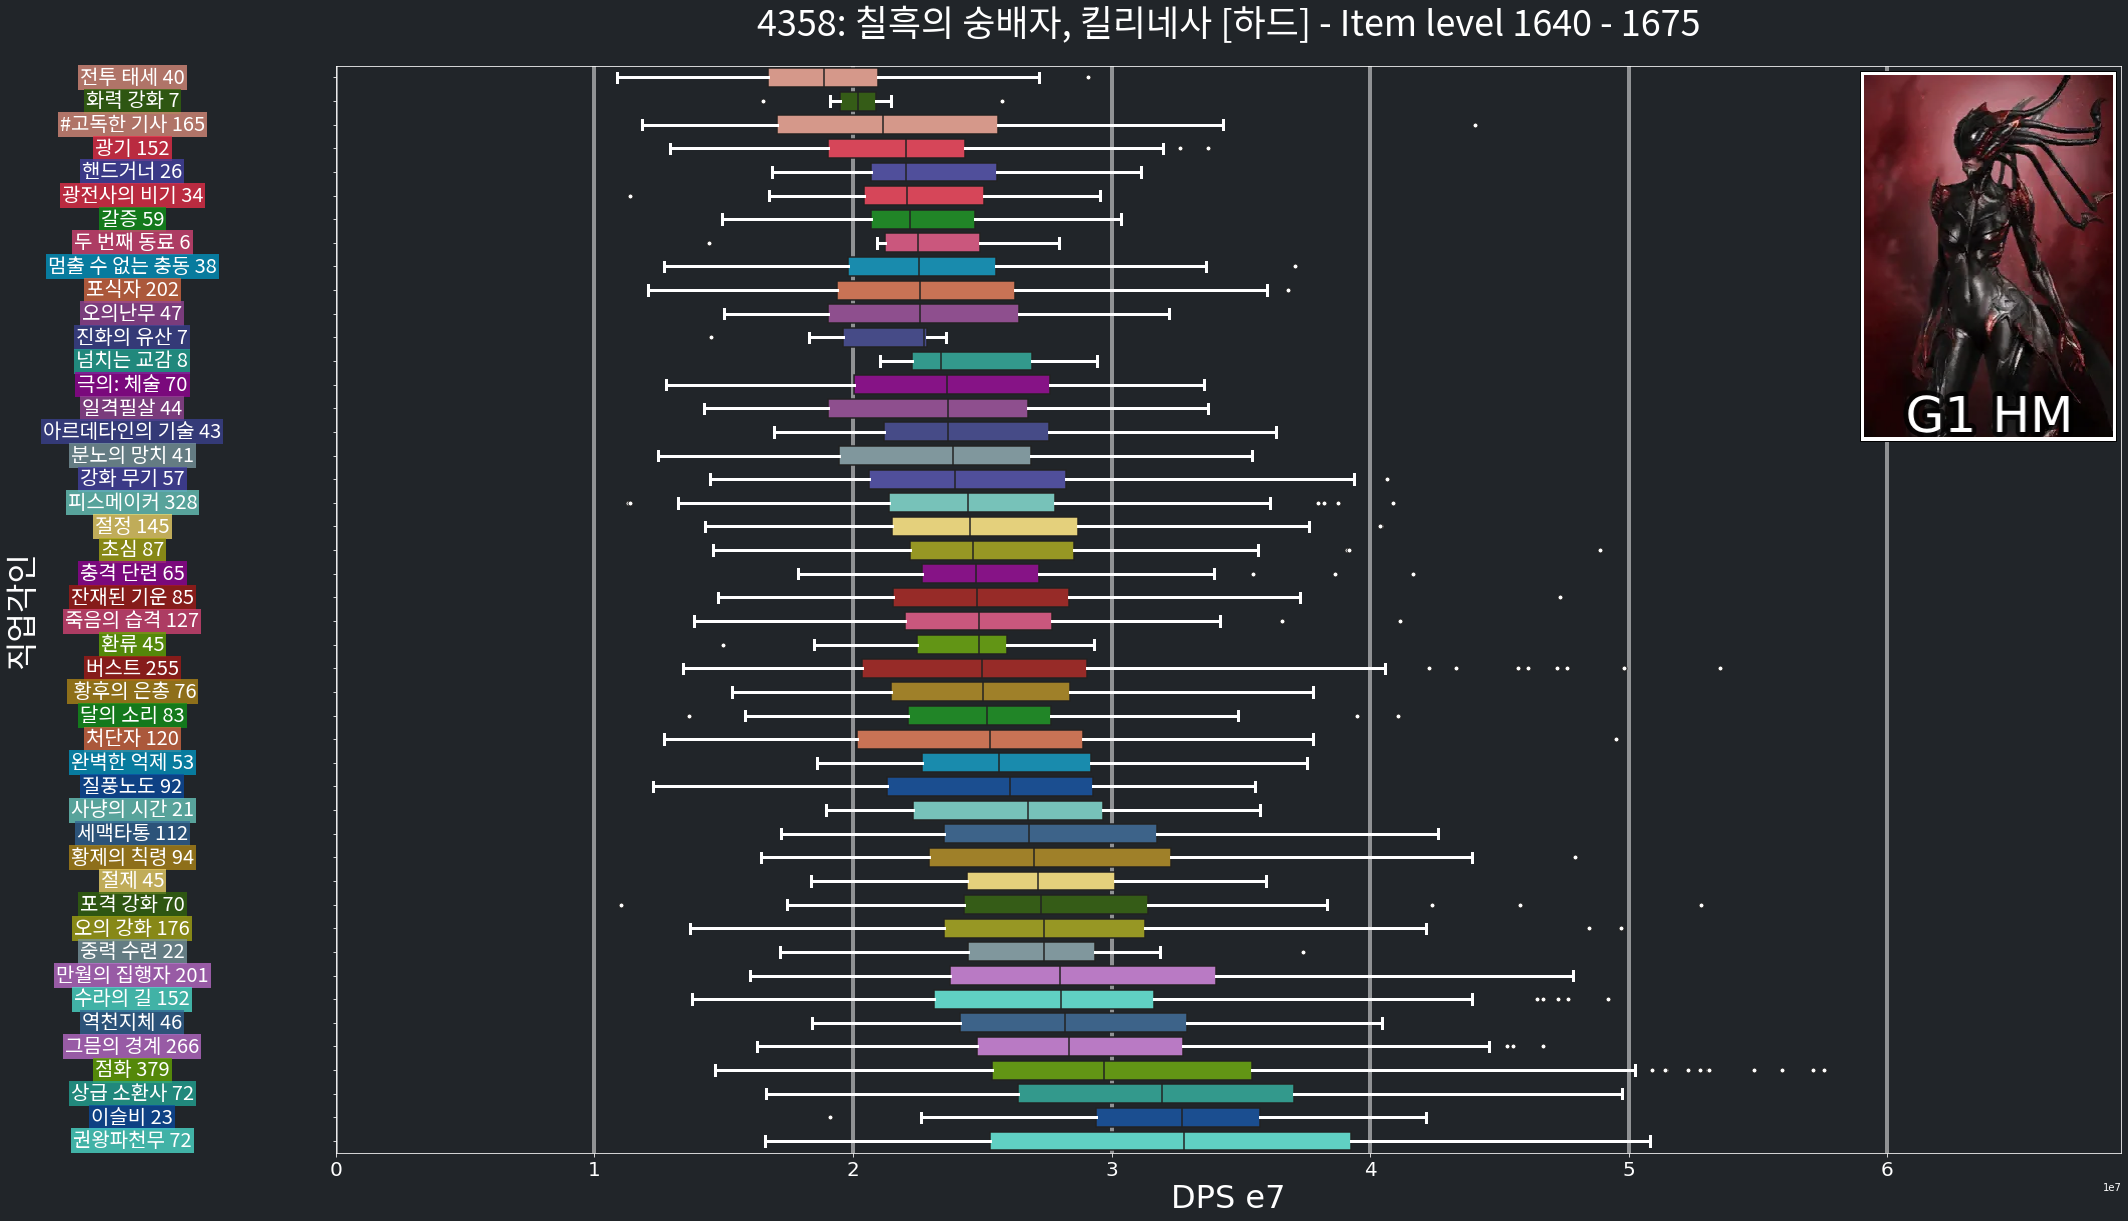 4358: 칠흑의 숭배자, 킬리네사 [하드] - Item level 1640 - 1675
전투 태세 40
화력 강화 7
#고독한 기사 165
광기 152
핸드거너 26
광전사의 비기 34
갈증 59
두 번째 동료 6
멈출 수 없는 충동 38
포식자 202
오의난무 47
진화의 유산 7
넘치는 교감 8
극의: 체술 70
일격필살 44
아르데타인의 기술 43
분노의 망치 41
강화 무기 57
피스메이커 328
절정 145
초심 87
충격 단련 65
잔재된 기운 85
죽음의 습격 127
환류 45
버스트 255
황후의 은총 76
달의 소리 83
처단자 120
완벽한 억제 53
질풍노도 92
사냥의 시간 21
세맥타통 112
황제의 칙령 94
절제 45
포격 강화 70
오의 강화 176
중력 수련 22
만월의 집행자 201
수라의 길 152
역천지체 46
그믐의 경계 266
점화 379
상급 소환사 72
이슬비 23
권왕파천무 72
직업각인
G1 HM
0 1 2 3 4 5 6
DPS e7
1e7